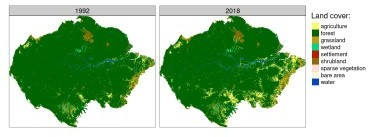 1992
2018
Land cover:
agriculture
forest
grassland
wetland
settlement
shrubland
sparse vegetation
bare area
water